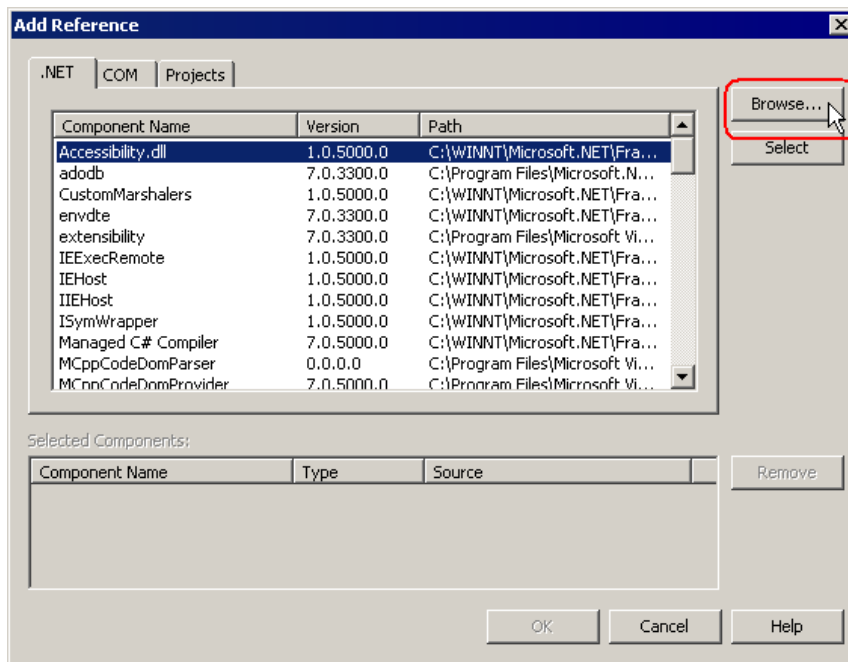 Add Reference
.NET COM Projects
Browse...
Component Name Version Path
Select
Accessibility.dll 1.0.5000.0 C:\WINNT\Microsoft.NET\Fra...
adodb 7.0.3300.0 C:\Program Files\Microsoft.N...
CustomMarshalers 1.0.5000.0 C:\WINNT\Microsoft.NET\Fra...
envdte 7.0.3300.0 C:\WINNT\Microsoft.NET\Fra...
extensibility 7.0.3300.0 C:\Program Files\Microsoft Vi...
IEExecRemote 1.0.5000.0 C:\WINNT\Microsoft.NET\Fra...
IEHost 1.0.5000.0 C:\WINNT\Microsoft.NET\Fra...
IIEHost 1.0.5000.0 C:\WINNT\Microsoft.NET\Fra...
ISymWrapper 1.0.5000.0 C:\WINNT\Microsoft.NET\Fra...
Managed C# Compiler 7.0.5000.0 C:\WINNT\Microsoft.NET\Fra...
MCppCodeDomParser 0.0.0.0 C:\Program Files\Microsoft Vi...
MCppCodeDomProvider 7.0.5000.0 C:\Program Files\Microsoft Vi...
Selected Components:
Component Name Type Source
Remove
OK Cancel Help